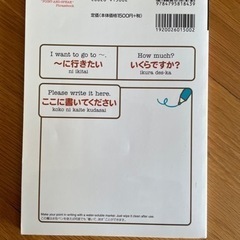 9784795818439
定価(本体価格1500円+税)
1920026015002
I want to go to ~.
〜に行きたい
ni ikitai
How much?
いくらですか?
ikura des-ka
Please write it here.
ここに書いてください
koko ni kaite kudasai